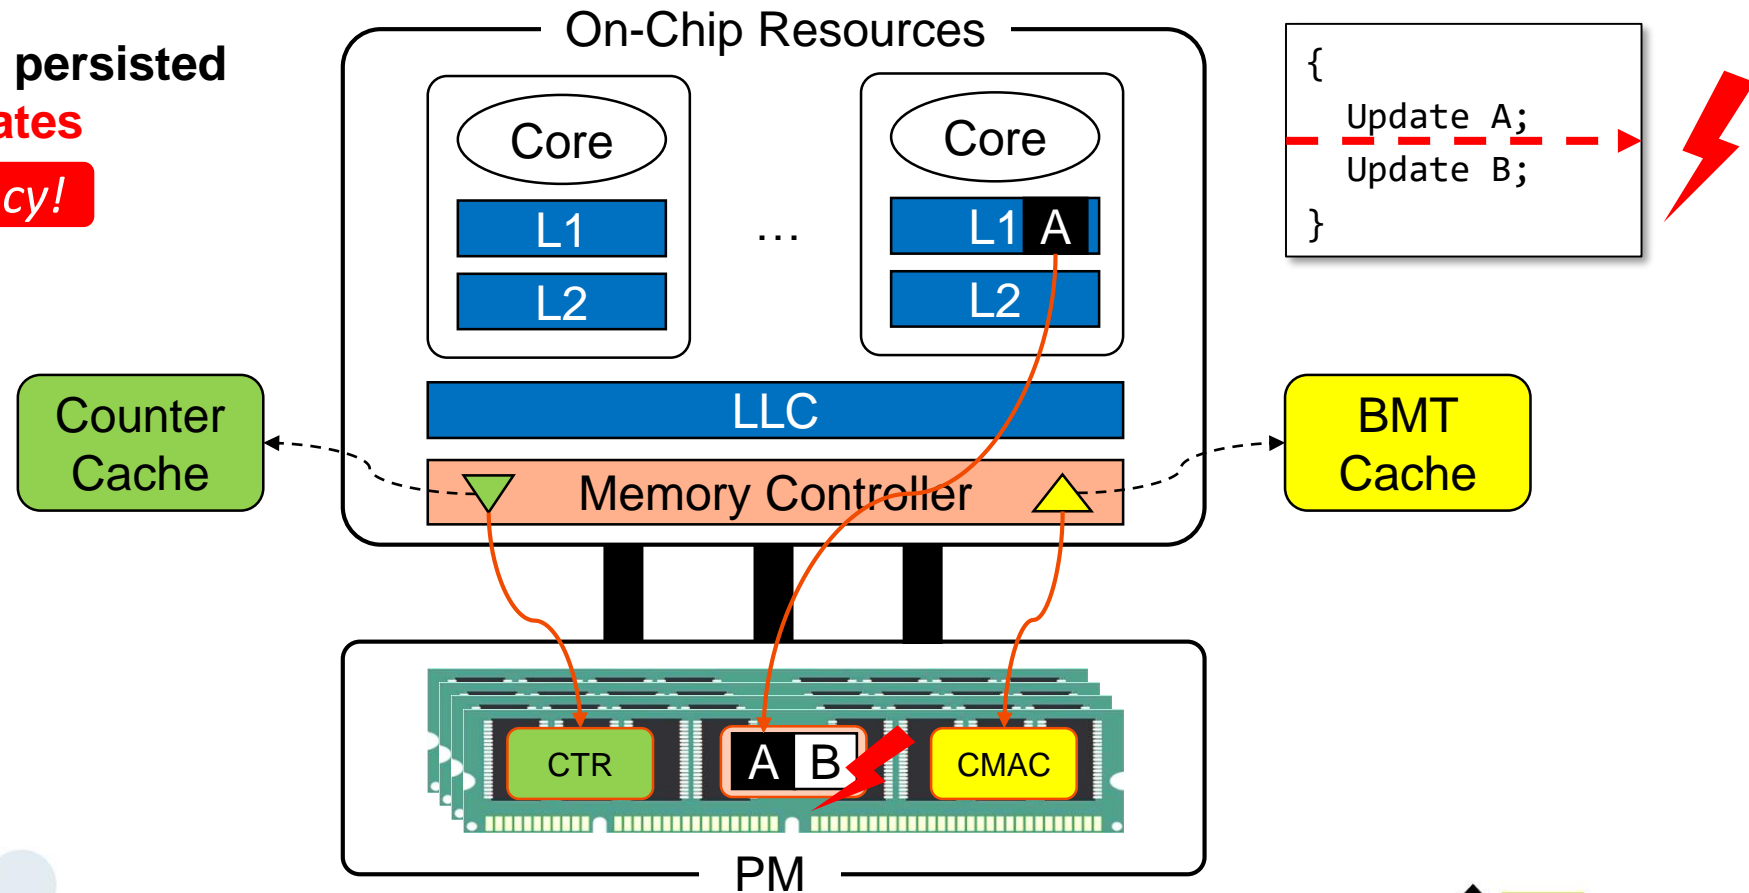 persisted
ates
cy!
On-Chip Resources
Core
L1
L2
…
Core
L1 A
L2
LLC
Memory Controller
Counter
Cache
BMT
Cache
{
Update A;
Update B;
}
CTR
A B
CMAC
PM